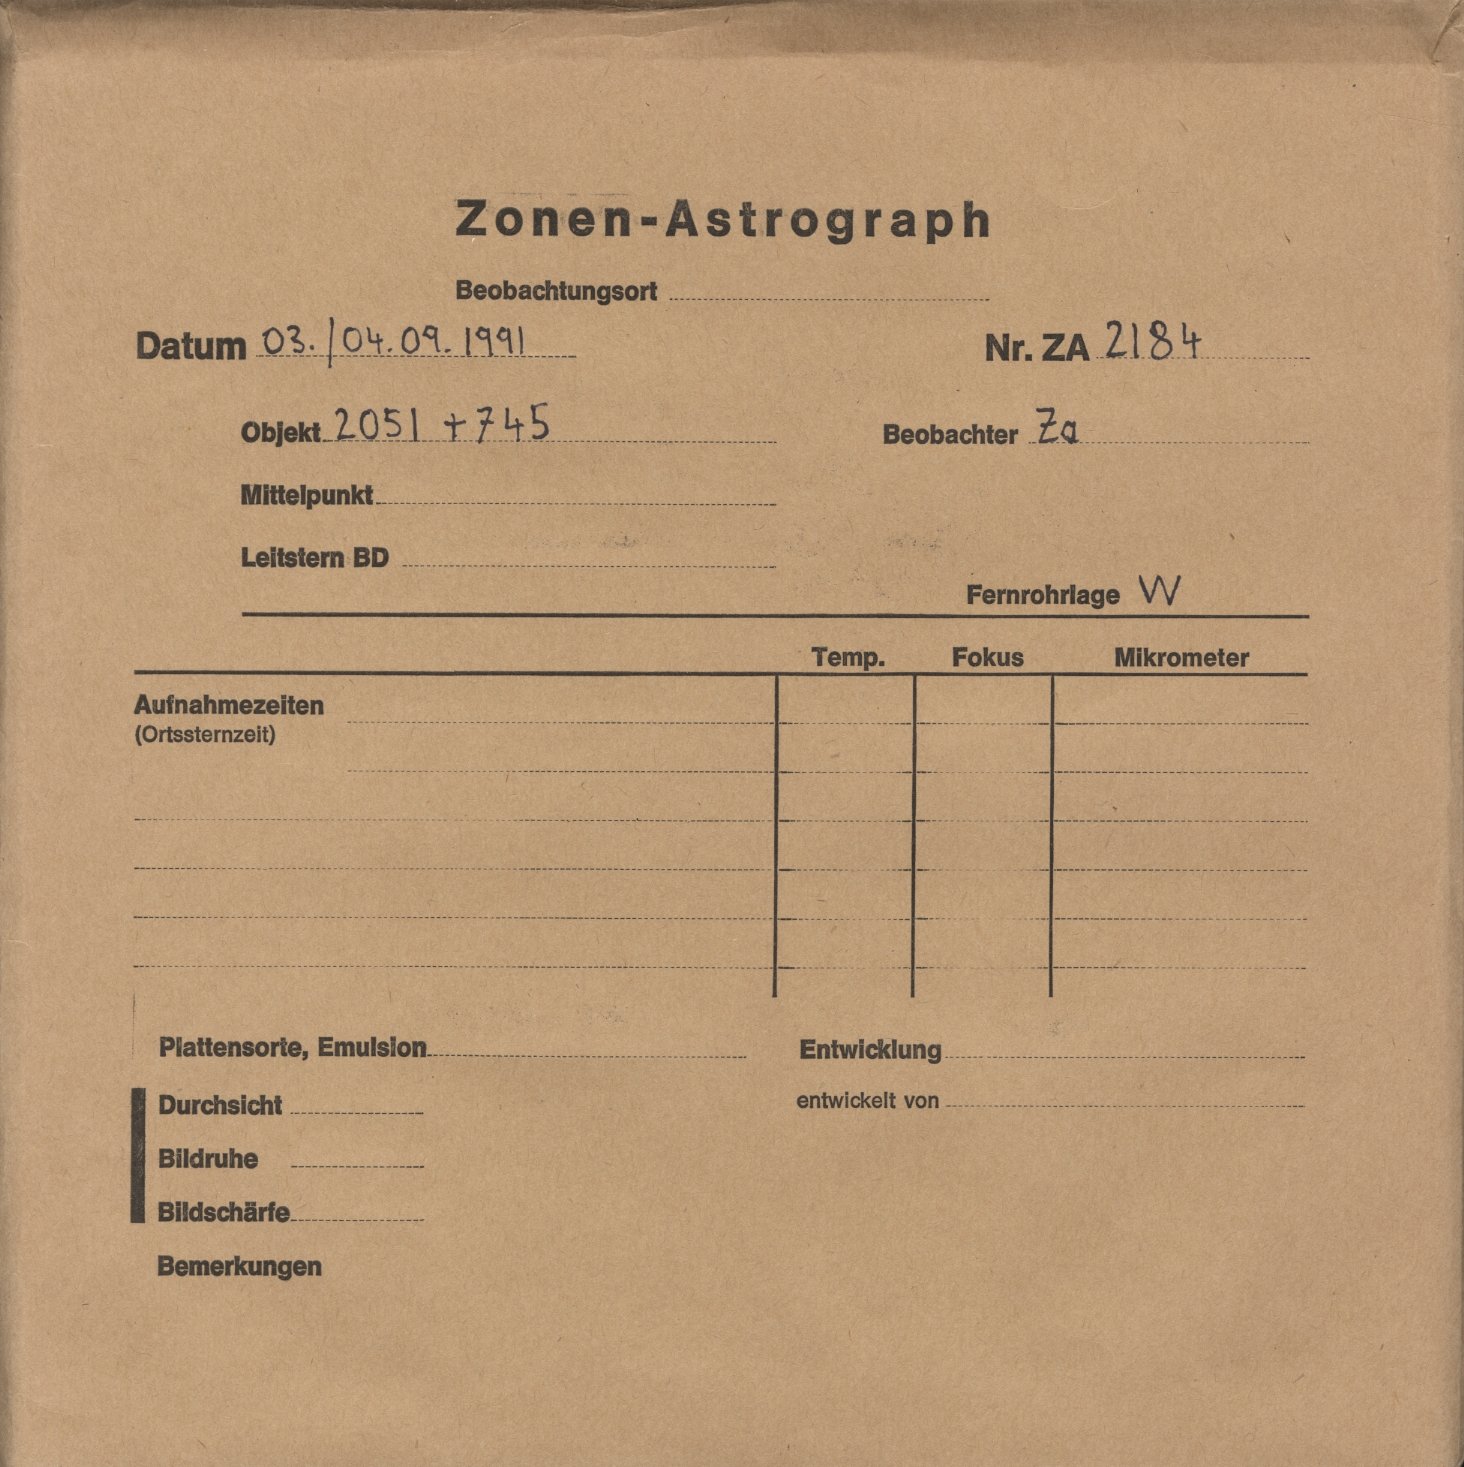 Zonen-Astrograph
Beobachtungsort
Datum 03./04.09.1991 Nr. ZA 2184
Objekt 2051 +745 Beobachter Za
Mittelpunkt
Leitstern BD
Fernrohrlage W
Temp. Fokus Mikrometer
Aufnahmezeiten
(Ortssternzeit)
Plattensorte, Emulsion Entwicklung
Durchsicht entwickelt von
Bildruhe
Bildschärfe
Bemerkungen